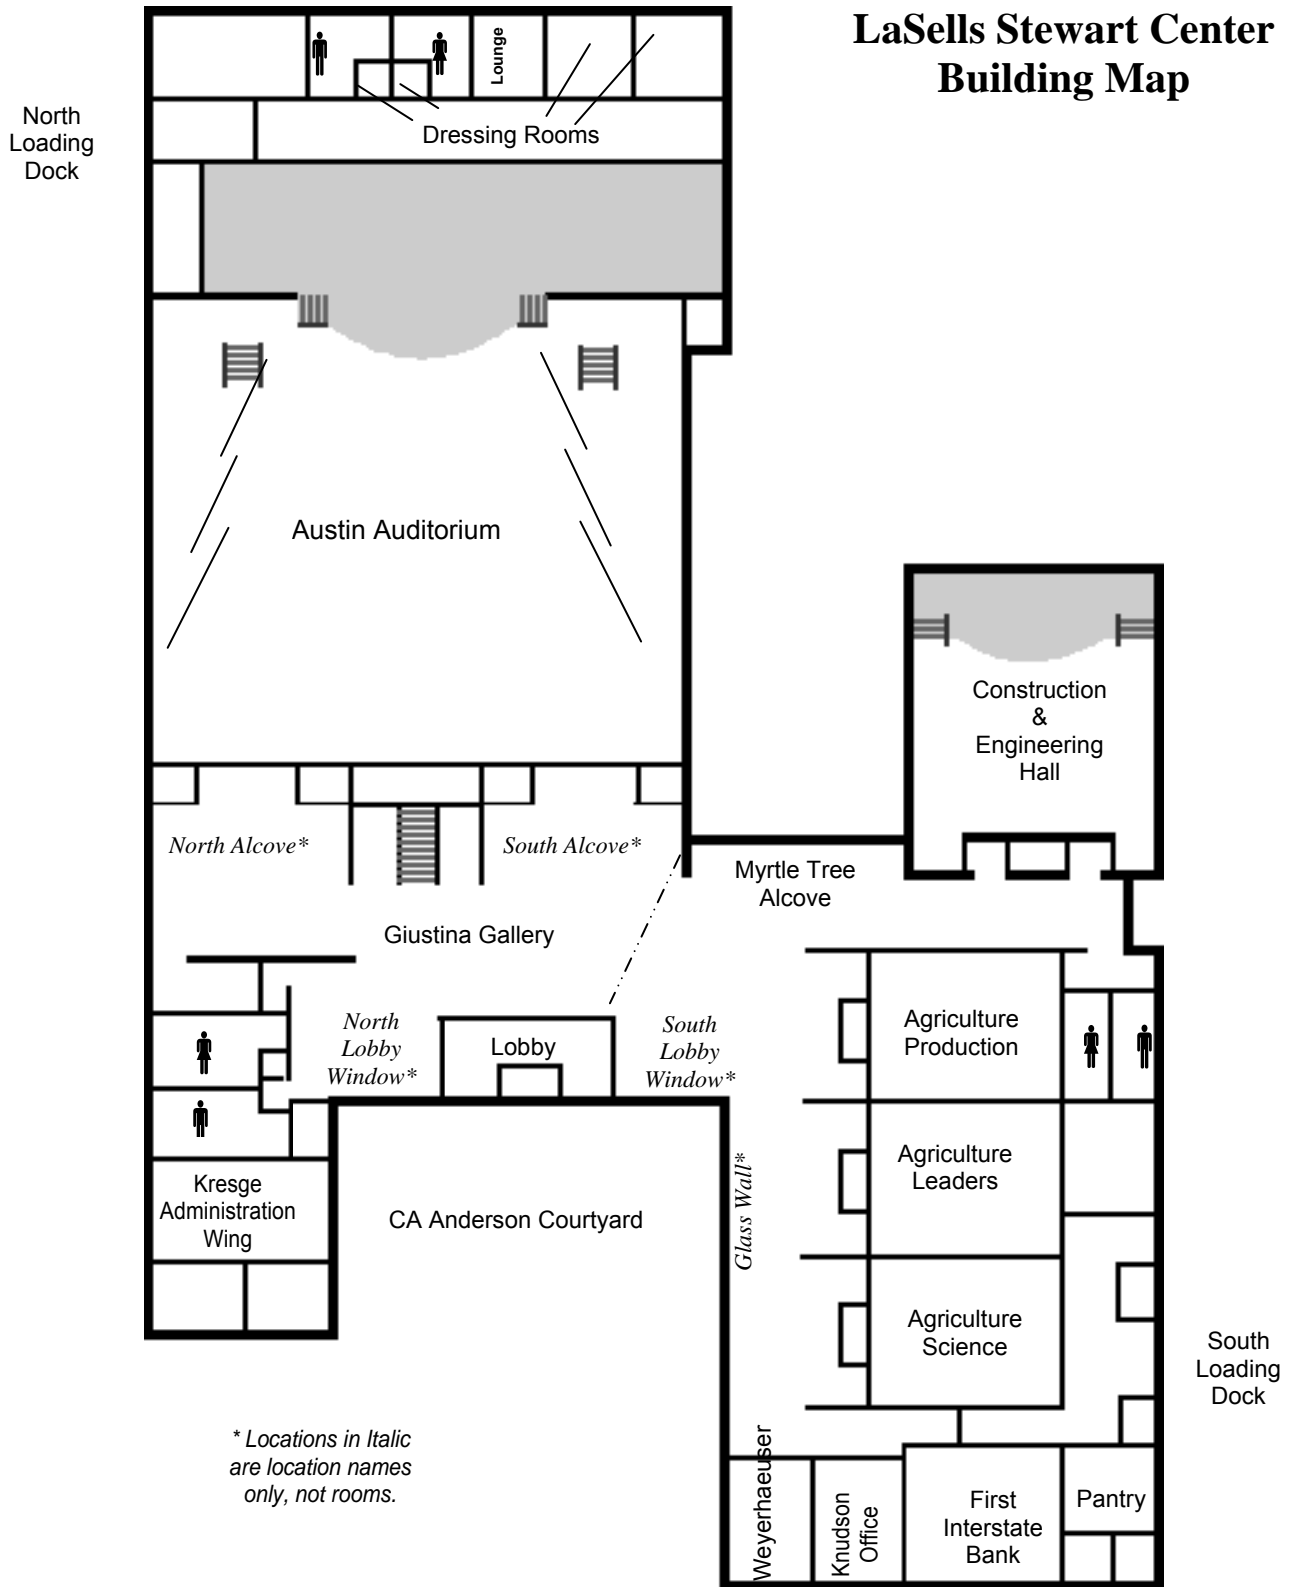 LaSells Stewart Center
Building Map
Lounge
North
Loading
Dock
Dressing Rooms
Austin Auditorium
Construction
&
Engineering
Hall
North Alcove*
South Alcove*
Myrtle Tree
Alcove
Giustina Gallery
North
Lobby
Window*
Lobby
South
Lobby
Window*
Agriculture
Production
Agriculture
Leaders
Kresge
Administration
Wing
CA Anderson Courtyard
Glass Wall*
Agriculture
Science
South
Loading
Dock
* Locations in Italic
are location names
only, not rooms.
Weyerhaeuser
Knudson
Office
First
Interstate
Bank
Pantry